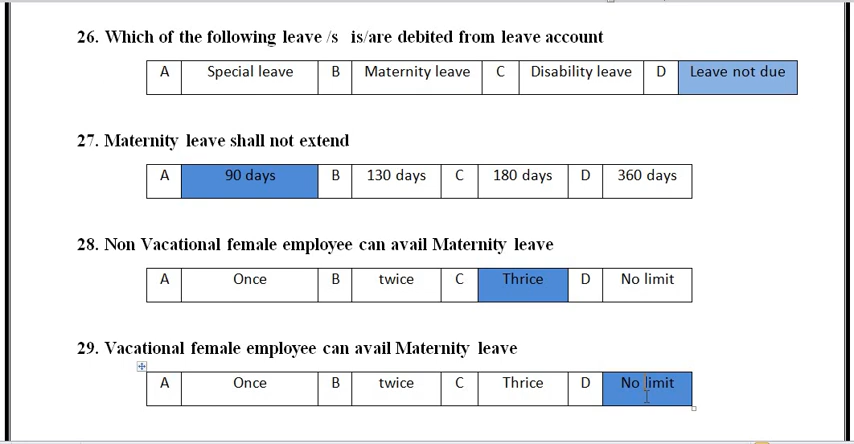 26. Which of the following leave /s is/are debited from leave account
A Special leave B Maternity leave C Disability leave D Leave not due
27. Maternity leave shall not extend
A 90 days B 130 days C 180 days D 360 days
28. Non Vacational female employee can avail Maternity leave
A Once B twice C Thrice D No limit
29. Vacational female employee can avail Maternity leave
A Once B twice C Thrice D No limit